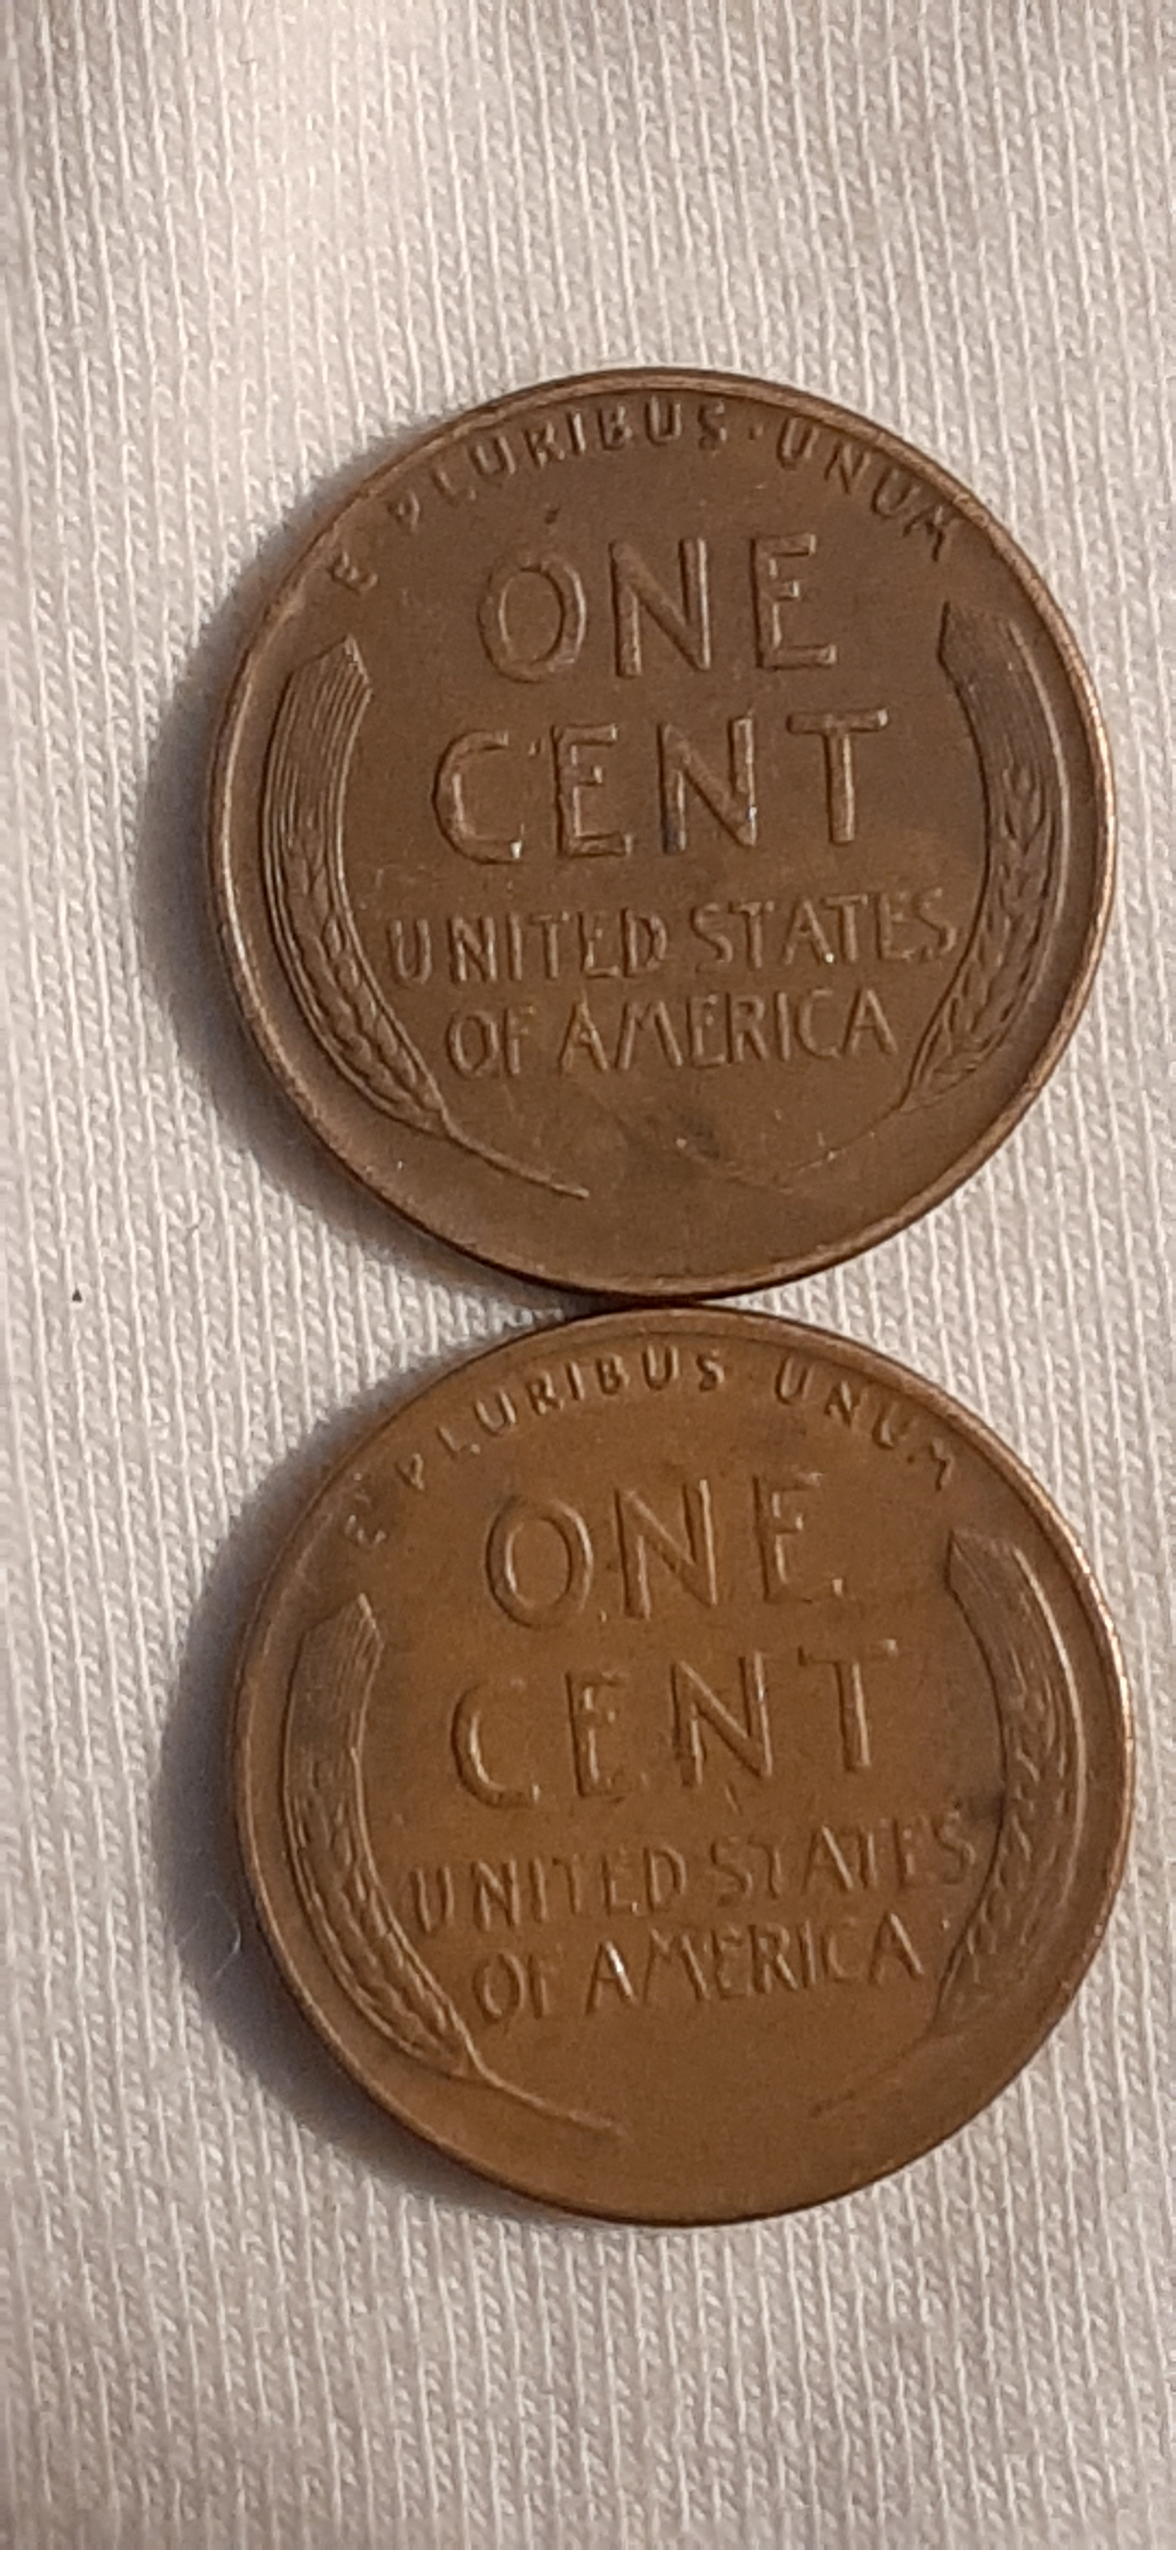 E PLURIBUS·UNUM
ONE
CENT
UNITED STATES
OF AMERICA
E PLURIBUS UNUM
ONE
CENT
UNITED STATES
OF AMERICA